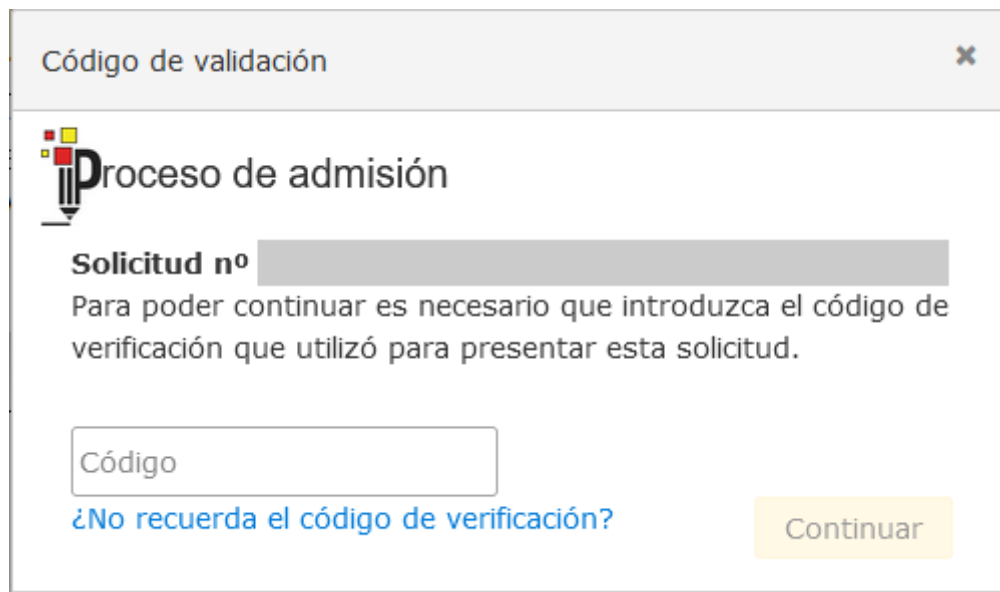 Código de validación
Proceso de admisión
Solicitud nº
Para poder continuar es necesario que introduzca el código de
verificación que utilizó para presentar esta solicitud.
Código
¿No recuerda el código de verificación?
Continuar